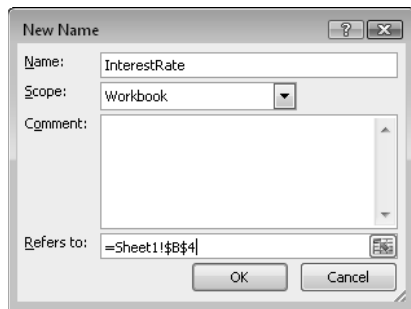 New Name
Name: InterestRate
Scope: Workbook
Comment:
Refers to: =Sheet1!$B$4
OK Cancel